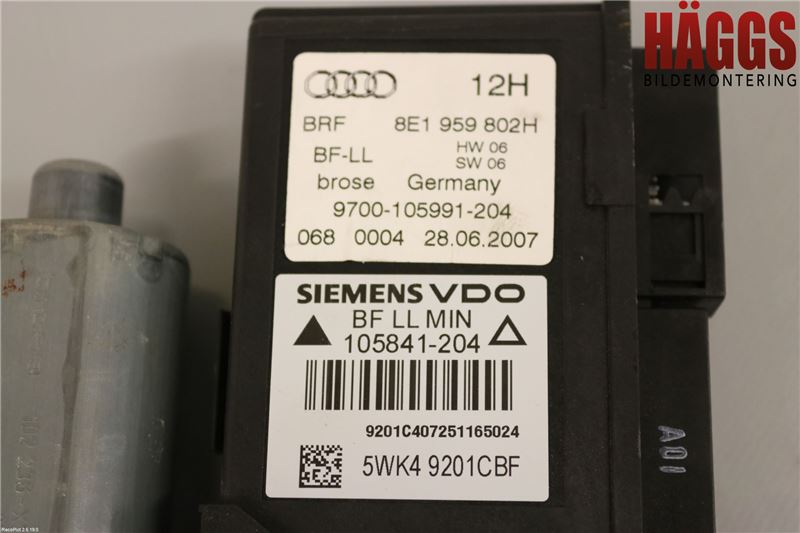 HÄGGS
BILDEMONTERING
12H
BRF 8E1 959 802H
BF-LL HW 06
SW 06
brose Germany
9700-105991-204
068 0004 28.06.2007
SIEMENS VDO
BF LL MIN
105841-204
9201C407251165024
5WK4 9201CBF
A01